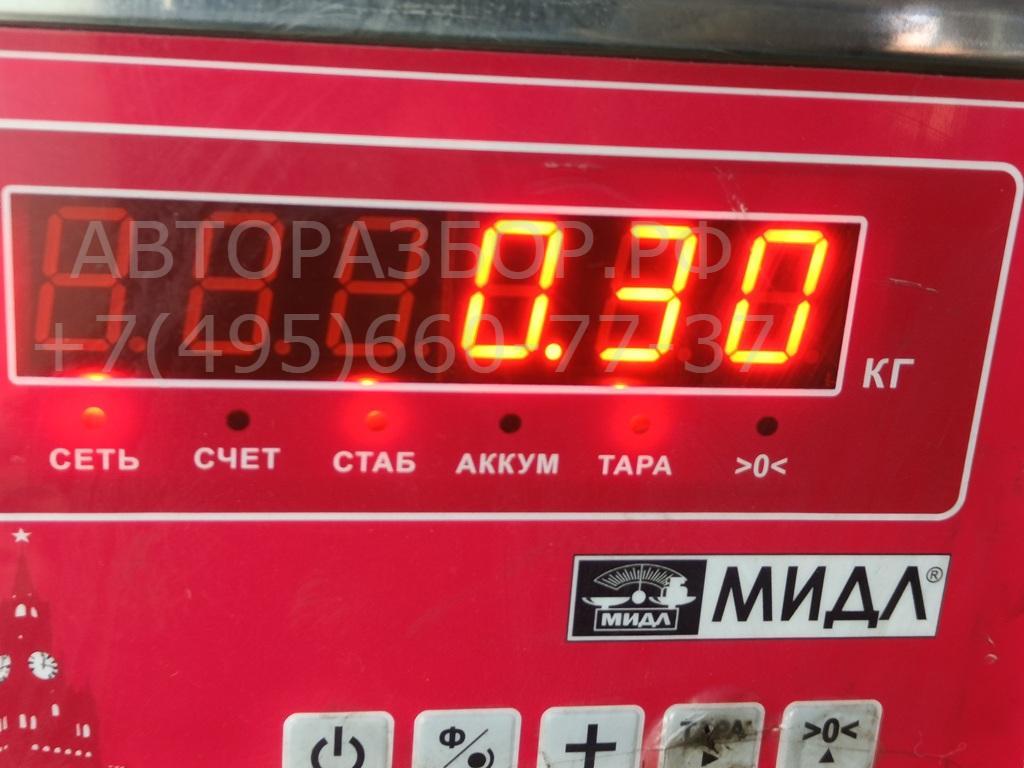 АВТОРАЗБОР.РФ
+7(495)660-77-37
0.30
КГ
СЕТЬ СЧЕТ СТАБ АККУМ ТАРА >0<
МИДЛ МИДЛ®
Ф + ТАРА >0<